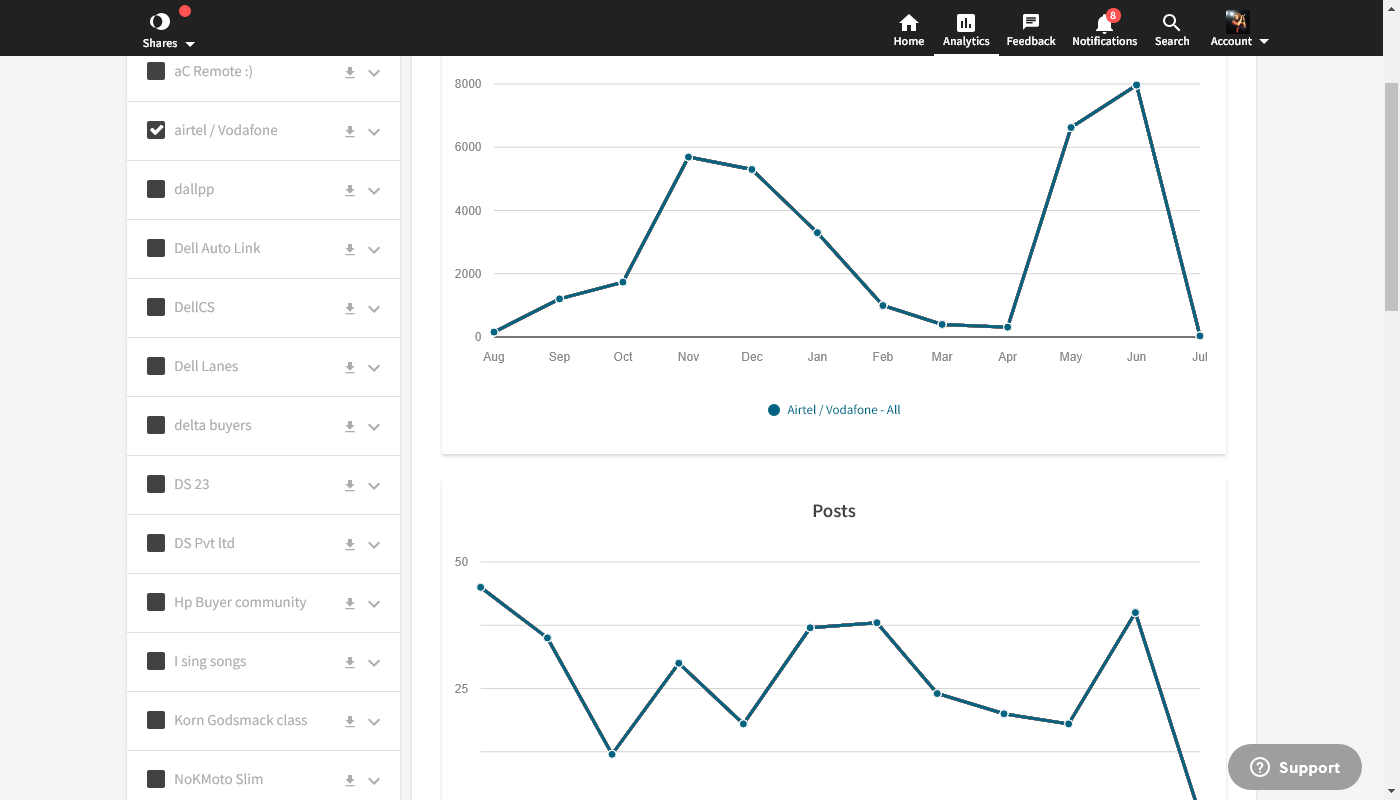 Shares
Home
Analytics
Feedback
8
Notifications
Search
Account
aC Remote :)
airtel / Vodafone
dallpp
Dell Auto Link
DellCS
Dell Lanes
delta buyers
DS 23
DS Pvt ltd
Hp Buyer community
I sing songs
Korn Godsmack class
NoKMoto Slim
8000
6000
4000
2000
0
Aug Sep Oct Nov Dec Jan Feb Mar Apr May Jun Jul
Airtel / Vodafone - All
Posts
50
25
Support